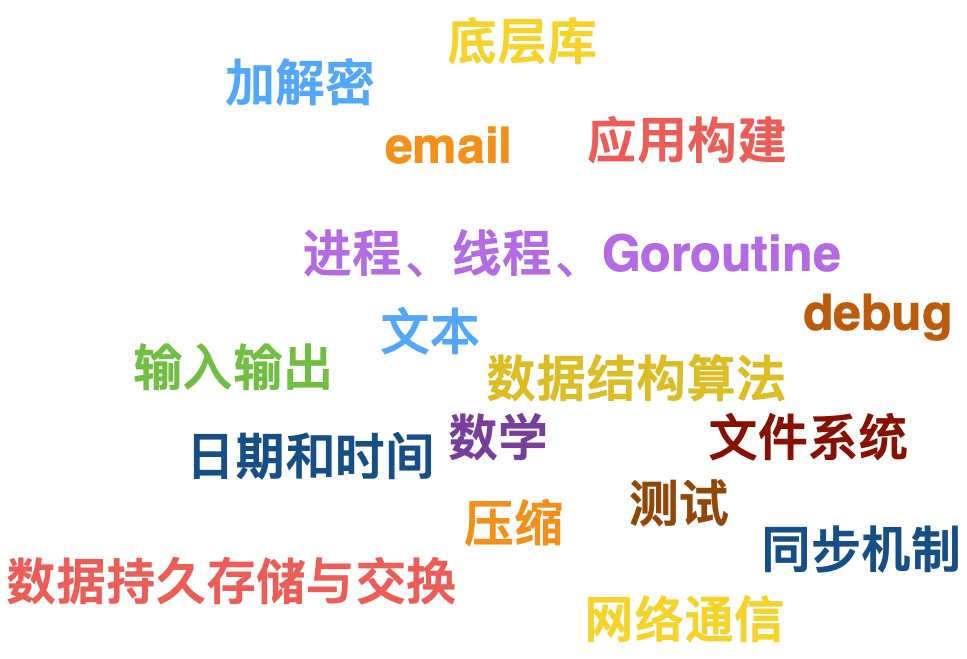 底层库
加解密
email
应用构建
进程、线程、Goroutine
debug
文本
输入输出
数据结构算法
数学
文件系统
日期和时间
测试
压缩
同步机制
数据持久存储与交换
网络通信